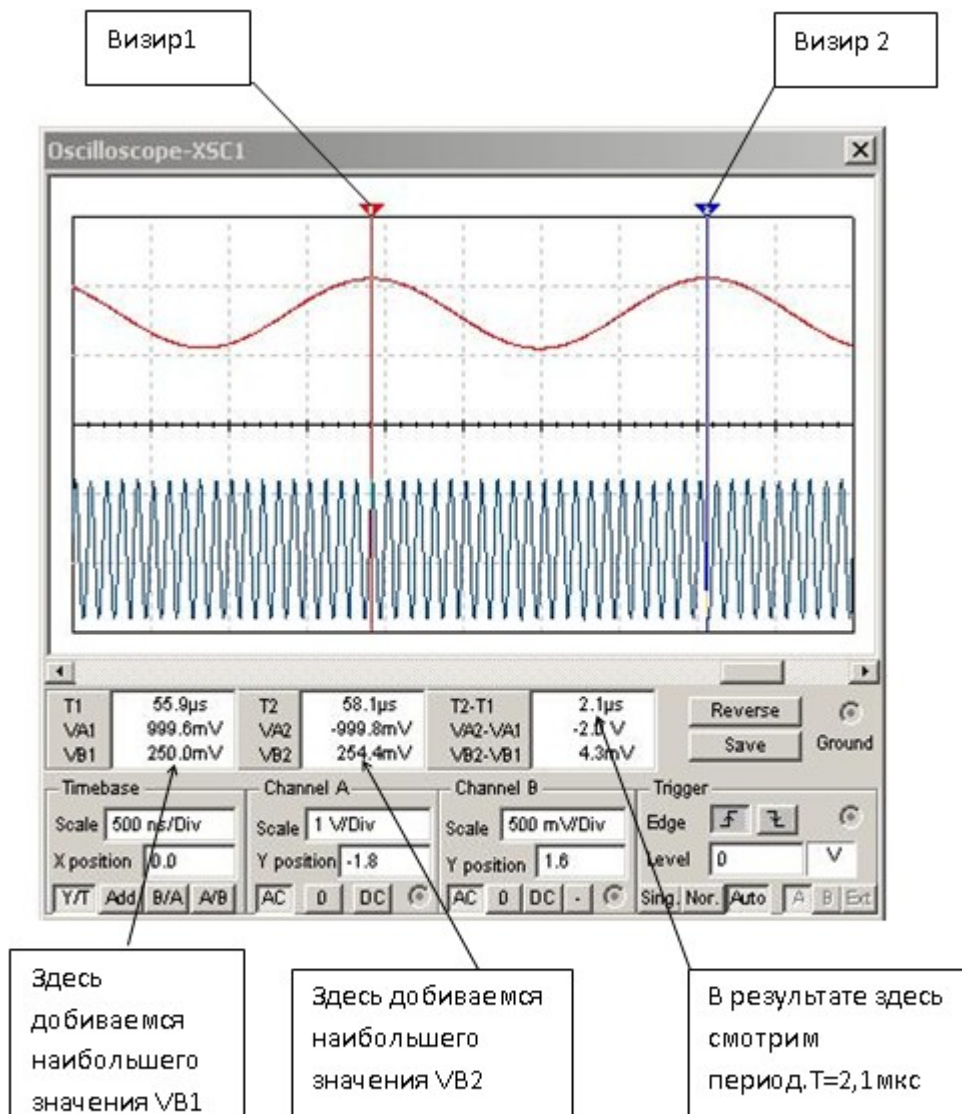 Визир1
Визир 2
Oscilloscope-XSC1
T1 55.9µs T2 58.1µs T2-T1 2.1µs Reverse
VA1 999.6mV VA2 -999.8mV VA2-VA1 -2.0 V
VB1 250.0mV VB2 254.4mV VB2-VB1 4.3mV Save Ground
Timebase Channel A Channel B Trigger
Scale 500 ns/Div Scale 1 V/Div Scale 500 mV/Div Edge
X position 0.0 Y position -1.8 Y position 1.6 Level 0 V
Y/T Add B/A A/B AC 0 DC AC 0 DC - Sing. Nor. Auto A B Ext
Здесь
добиваемся
наибольшего
значения VB1
Здесь добиваемся
наибольшего
значения VB2
В результате здесь
смотрим
период.T=2,1мкс